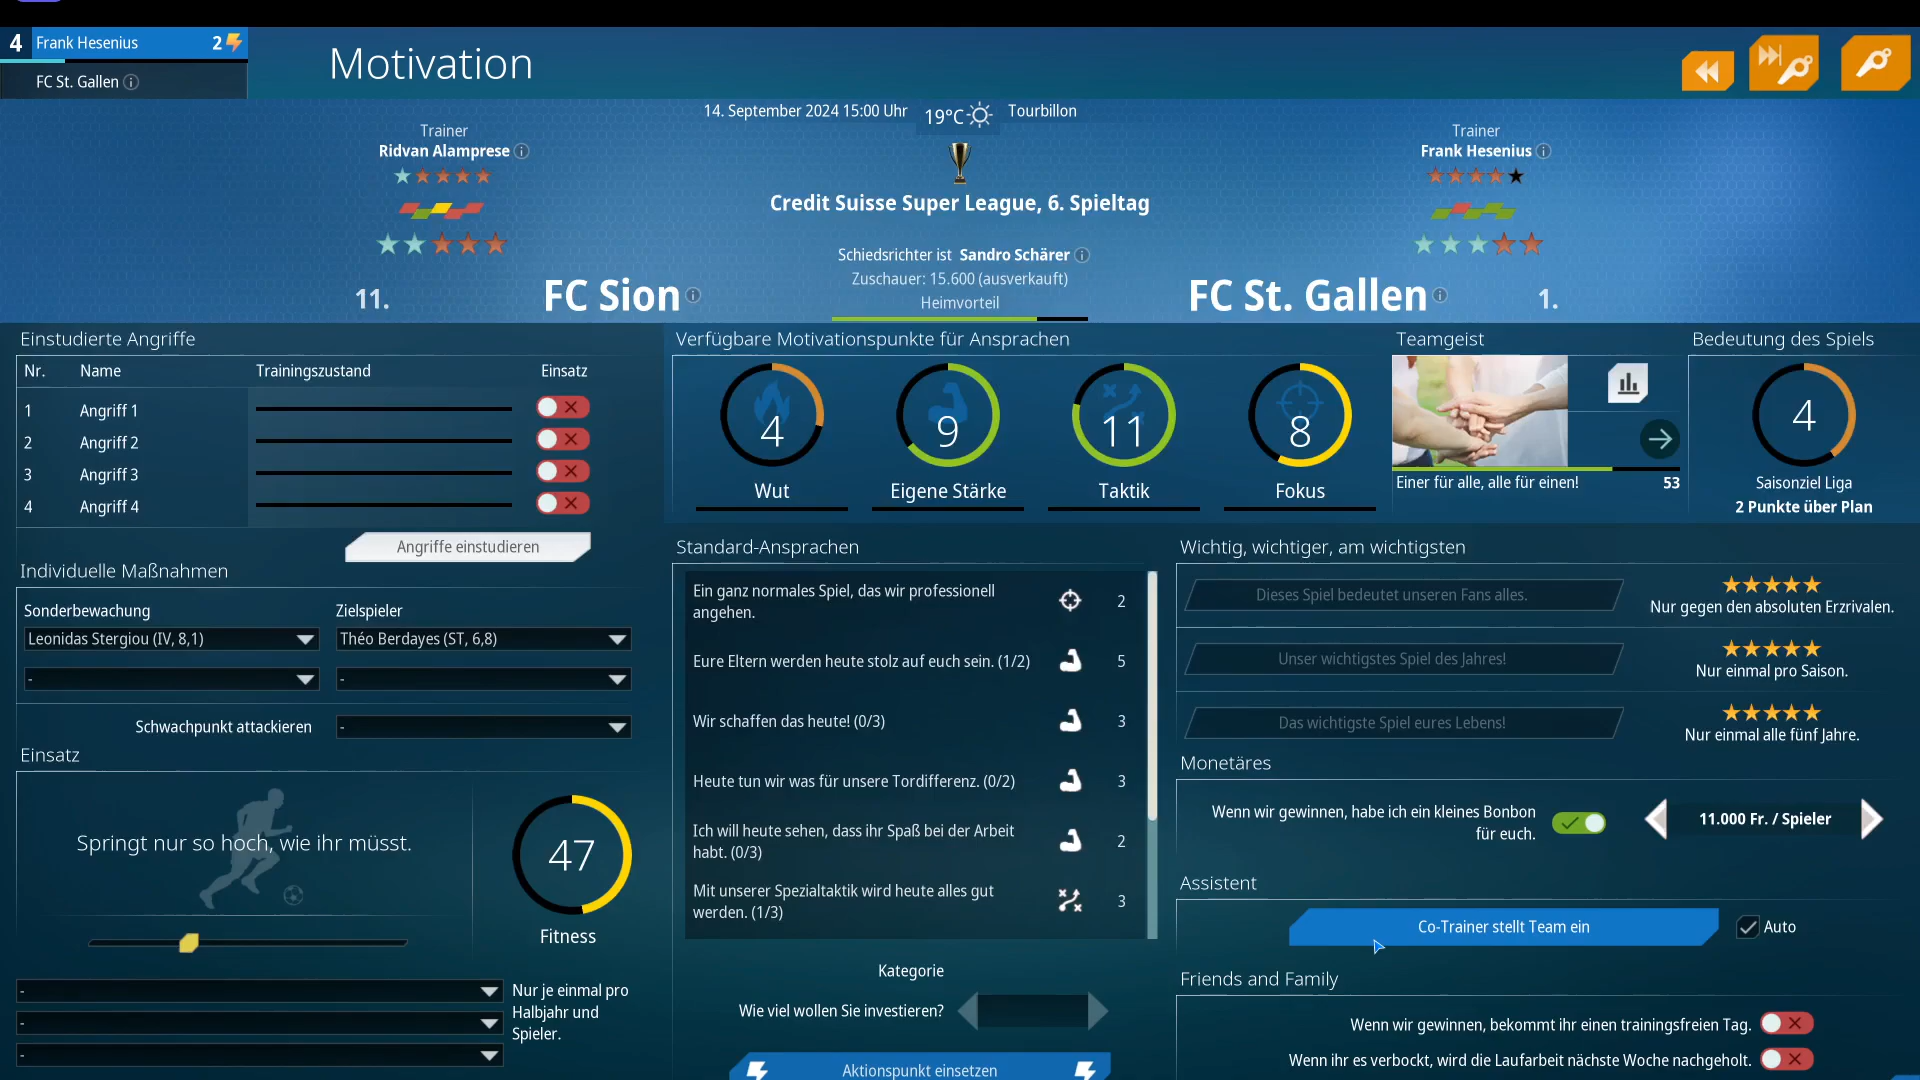 4 Frank Hesenius 2
FC St. Gallen
Motivation
14. September 2024 15:00 Uhr 19°C Tourbillon
Trainer
Ridvan Alamprese
Trainer
Frank Hesenius
Credit Suisse Super League, 6. Spieltag
Schiedsrichter ist Sandro Schärer
Zuschauer: 15.600 (ausverkauft)
Heimvorteil
11. FC Sion
FC St. Gallen 1.
Einstudierte Angriffe
Nr. Name Trainingszustand Einsatz
1 Angriff 1
2 Angriff 2
3 Angriff 3
4 Angriff 4
Angriffe einstudieren
Verfügbare Motivationspunkte für Ansprachen
4 9 11 8
Wut Eigene Stärke Taktik Fokus
Teamgeist
Einer für alle, alle für einen! 53
Bedeutung des Spiels
4
Saisonziel Liga
2 Punkte über Plan
Individuelle Maßnahmen
Sonderbewachung Zielspieler
Leonidas Stergiou (IV, 8,1) Théo Berdayes (ST, 6,8)
- -
Schwachpunkt attackieren -
Einsatz
Springt nur so hoch, wie ihr müsst.
47
Fitness
-
-
-
Nur je einmal pro
Halbjahr und
Spieler.
Standard-Ansprachen
Ein ganz normales Spiel, das wir professionell
angehen. 2
Eure Eltern werden heute stolz auf euch sein. (1/2) 5
Wir schaffen das heute! (0/3) 3
Heute tun wir was für unsere Tordifferenz. (0/2) 3
Ich will heute sehen, dass ihr Spaß bei der Arbeit
habt. (0/3) 2
Mit unserer Spezialtaktik wird heute alles gut
werden. (1/3) 3
Kategorie
Wie viel wollen Sie investieren?
Aktionspunkt einsetzen
Wichtig, wichtiger, am wichtigsten
Dieses Spiel bedeutet unseren Fans alles.
Nur gegen den absoluten Erzrivalen.
Unser wichtigstes Spiel des Jahres!
Nur einmal pro Saison.
Das wichtigste Spiel eures Lebens!
Nur einmal alle fünf Jahre.
Monetäres
Wenn wir gewinnen, habe ich ein kleines Bonbon
für euch.
11.000 Fr. / Spieler
Assistent
Co-Trainer stellt Team ein Auto
Friends and Family
Wenn wir gewinnen, bekommt ihr einen trainingsfreien Tag.
Wenn ihr es verbockt, wird die Laufarbeit nächste Woche nachgeholt.